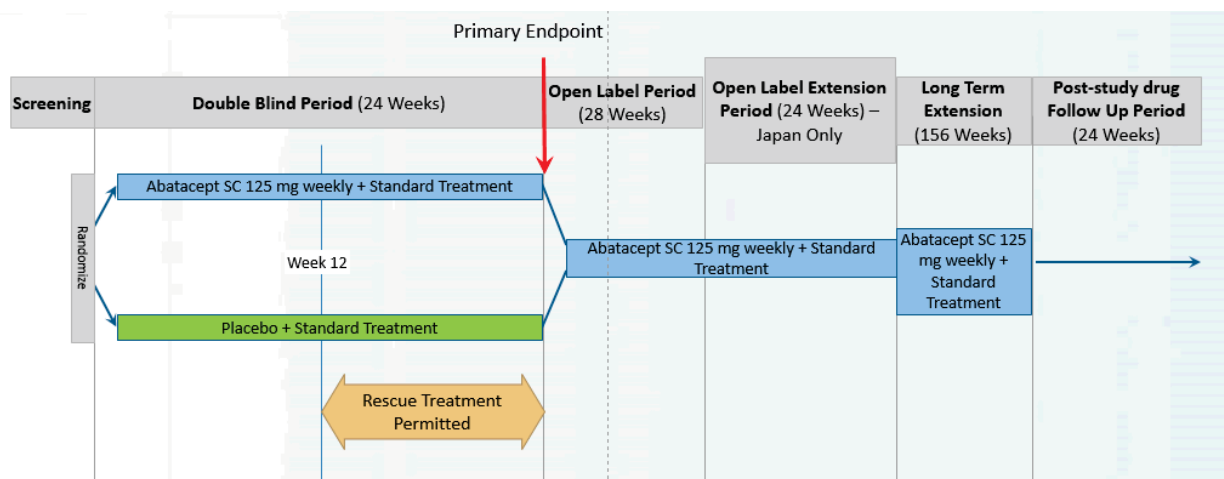 Primary Endpoint
Screening
Double Blind Period (24 Weeks)
Open Label Period
(28 Weeks)
Open Label Extension
Period (24 Weeks) –
Japan Only
Long Term
Extension
(156 Weeks)
Post-study drug
Follow Up Period
(24 Weeks)
Randomize
Abatacept SC 125 mg weekly + Standard Treatment
Week 12
Placebo + Standard Treatment
Abatacept SC 125 mg weekly + Standard
Treatment
Abatacept SC 125
mg weekly +
Standard
Treatment
Rescue Treatment
Permitted